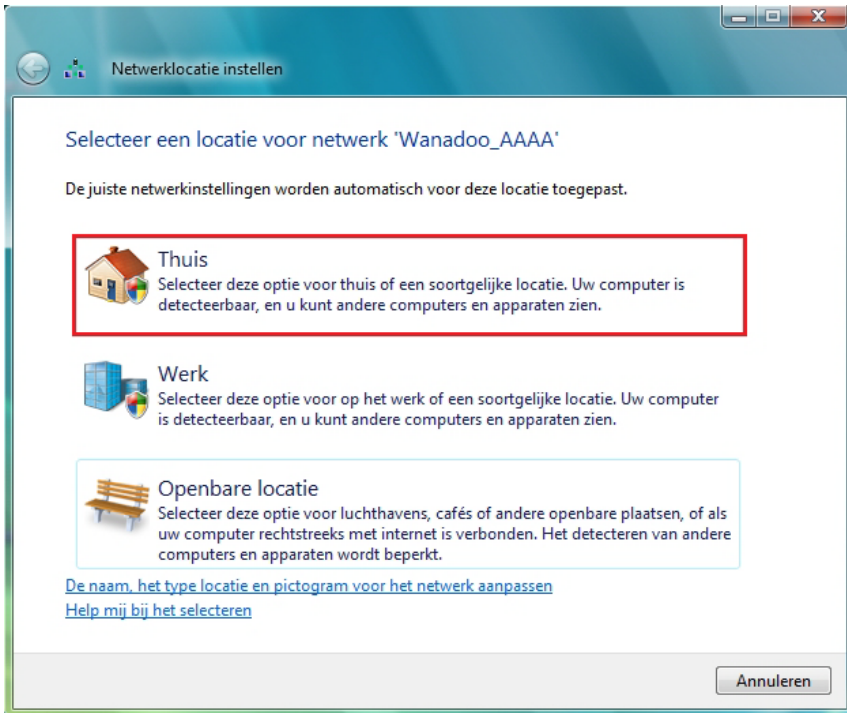 Netwerklocatie instellen
Selecteer een locatie voor netwerk 'Wanadoo_AAAA'
De juiste netwerkinstellingen worden automatisch voor deze locatie toegepast.
Thuis
Selecteer deze optie voor thuis of een soortgelijke locatie. Uw computer is
detecteerbaar, en u kunt andere computers en apparaten zien.
Werk
Selecteer deze optie voor op het werk of een soortgelijke locatie. Uw computer
is detecteerbaar, en u kunt andere computers en apparaten zien.
Openbare locatie
Selecteer deze optie voor luchthavens, cafés of andere openbare plaatsen, of als
uw computer rechtstreeks met internet is verbonden. Het detecteren van andere
computers en apparaten wordt beperkt.
De naam, het type locatie en pictogram voor het netwerk aanpassen
Help mij bij het selecteren
Annuleren